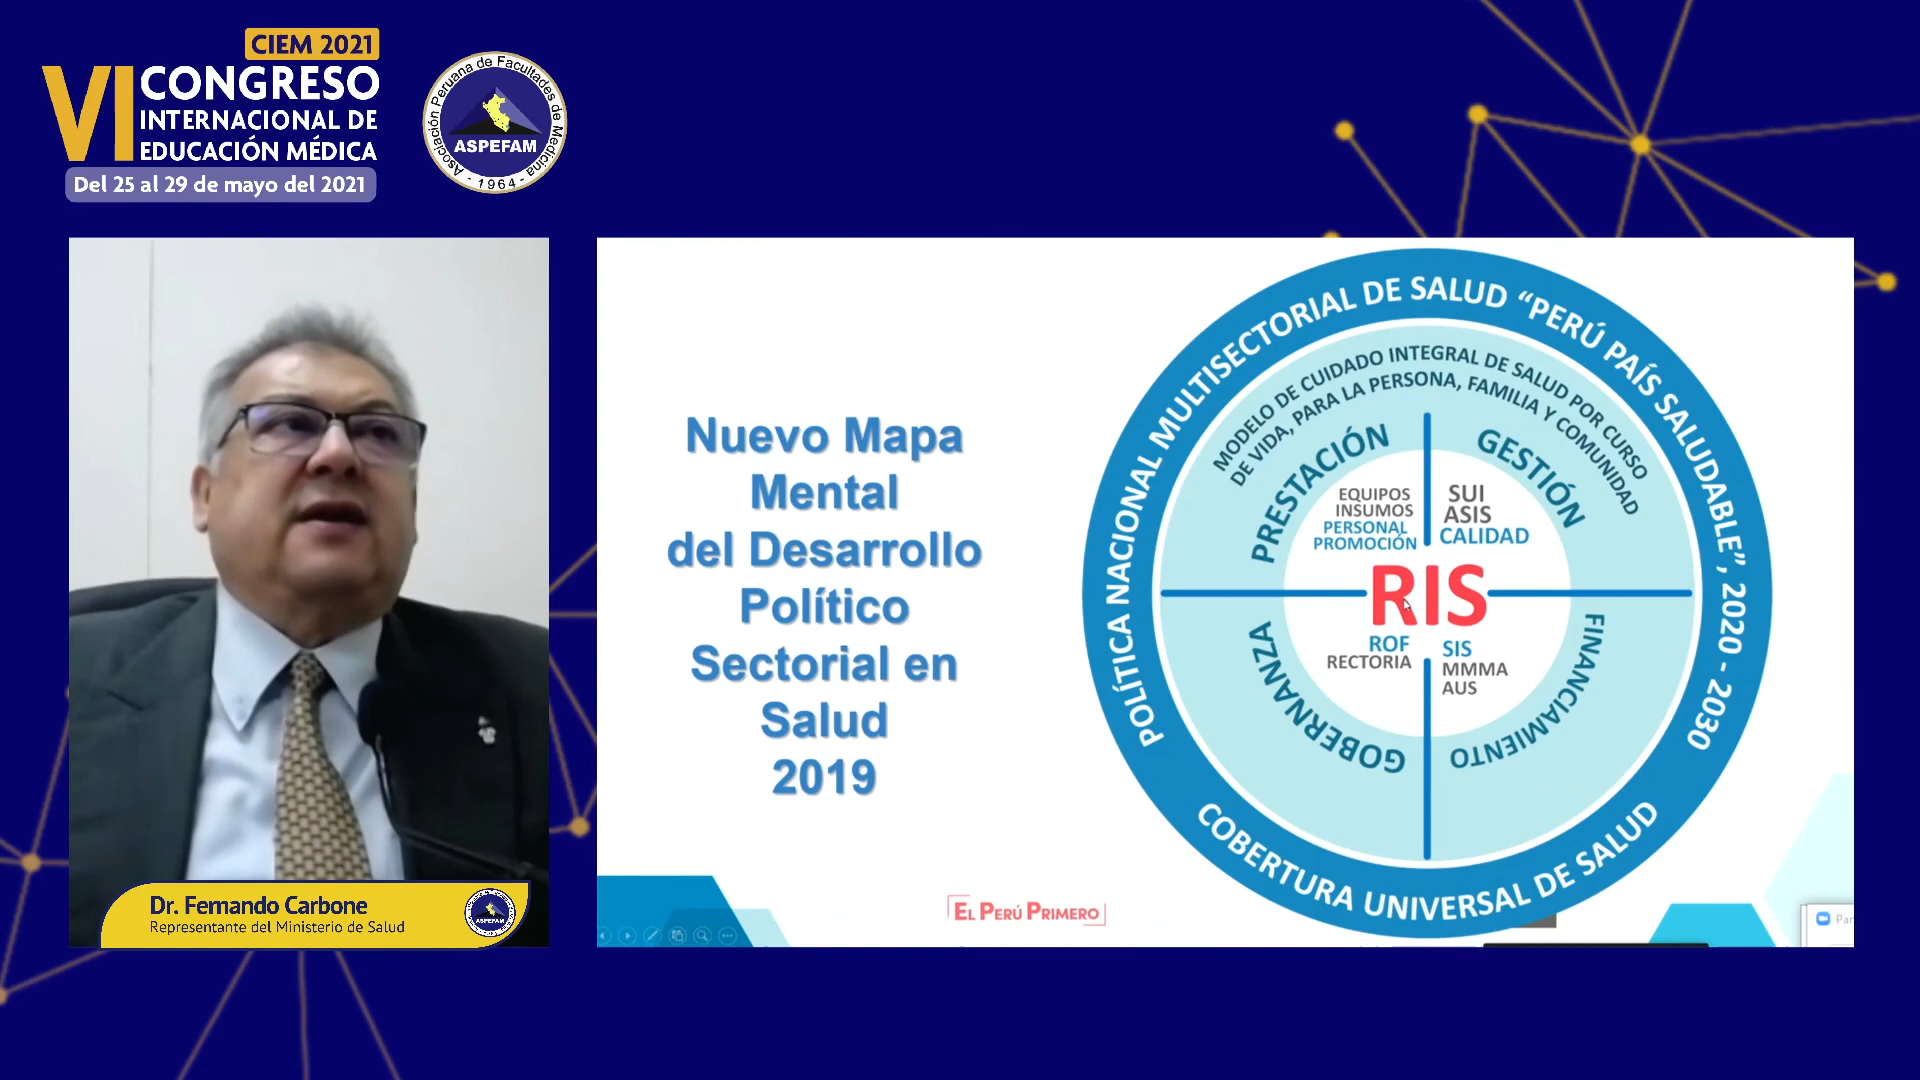 CIEM 2021
VI CONGRESO
INTERNACIONAL DE
EDUCACIÓN MÉDICA
Del 25 al 29 de mayo del 2021
Asociación Peruana de Facultades de Medicina
ASPEFAM
- 1964 -
Nuevo Mapa
Mental
del Desarrollo
Político
Sectorial en
Salud
2019
POLÍTICA NACIONAL MULTISECTORIAL DE SALUD “PERÚ PAÍS SALUDABLE”, 2020 - 2030
MODELO DE CUIDADO INTEGRAL DE SALUD POR CURSO
DE VIDA, PARA LA PERSONA, FAMILIA Y COMUNIDAD
PRESTACIÓN
GESTIÓN
EQUIPOS
INSUMOS
PERSONAL
PROMOCIÓN
SUI
ASIS
CALIDAD
RIS
ROF
RECTORIA
SIS
MMMA
AUS
GOBERNANZA
FINANCIAMIENTO
COBERTURA UNIVERSAL DE SALUD
EL PERÚ PRIMERO
Dr. Fernando Carbone
Representante del Ministerio de Salud
ASPEFAM